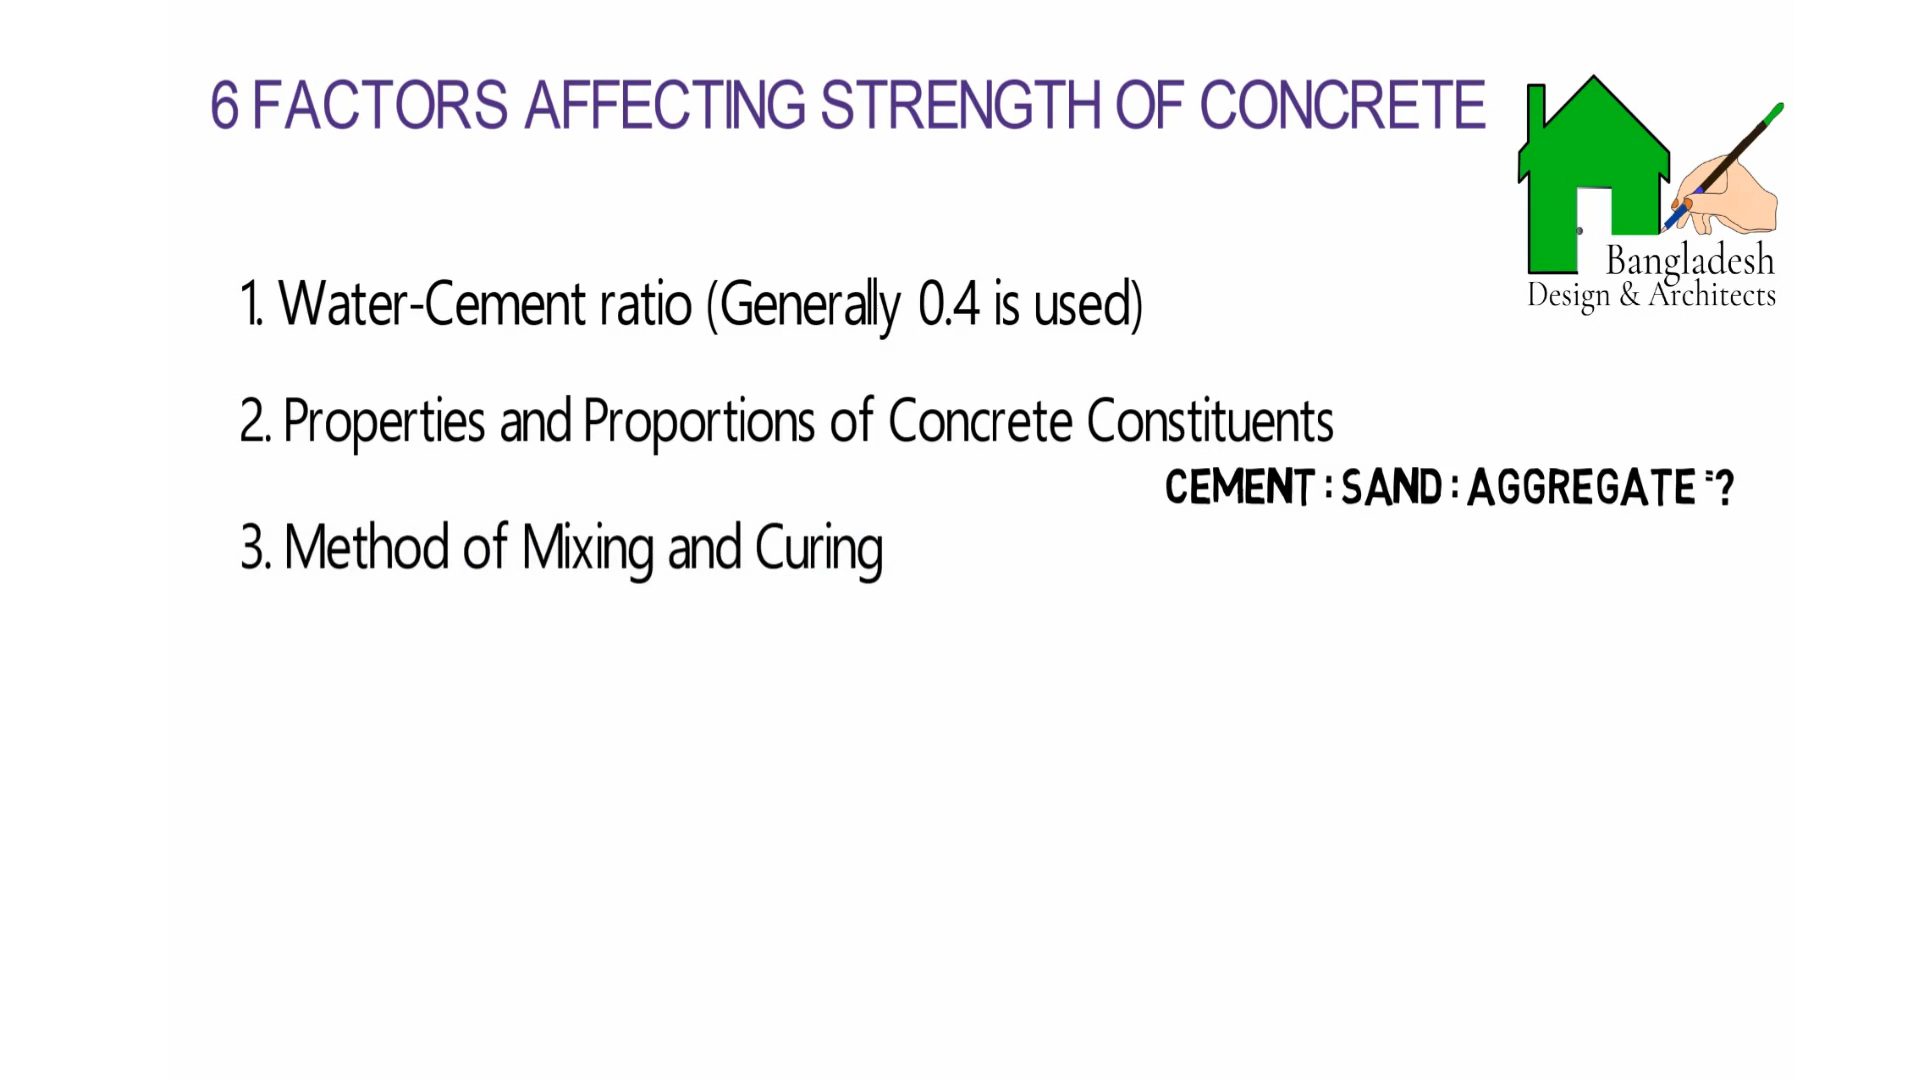 6 FACTORS AFFECTING STRENGTH OF CONCRETE
Bangladesh
Design & Architects
1. Water-Cement ratio (Generally 0.4 is used)
2. Properties and Proportions of Concrete Constituents
CEMENT : SAND : AGGREGATE =?
3. Method of Mixing and Curing